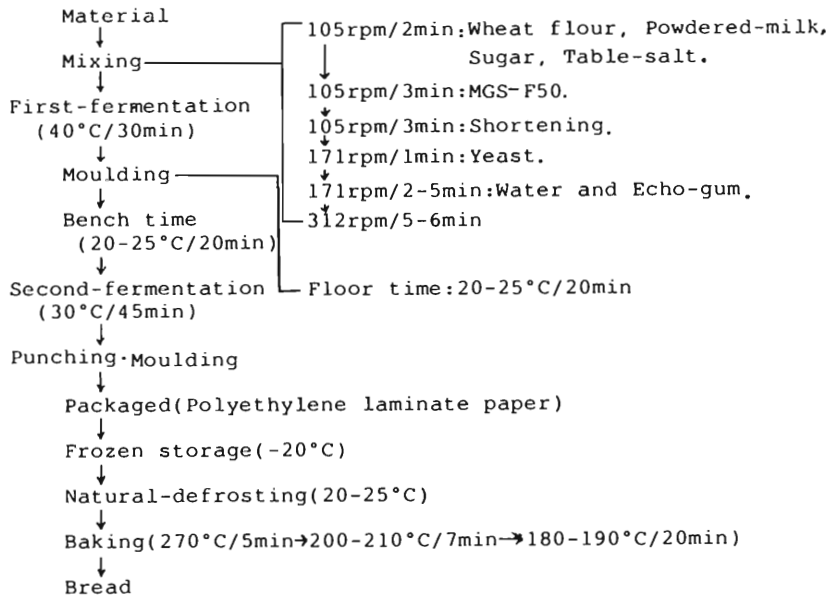 Material
Mixing
First-fermentation
(40°C/30min)
Moulding
Bench time
(20-25°C/20min)
Second-fermentation
(30°C/45min)
Punching·Moulding
Packaged(Polyethylene laminate paper)
Frozen storage(-20°C)
Natural-defrosting(20-25°C)
Baking(270°C/5min→200-210°C/7min→180-190°C/20min)
Bread
105rpm/2min:Wheat flour, Powdered-milk,
Sugar, Table-salt.
105rpm/3min:MGS-F50.
105rpm/3min:Shortening.
171rpm/1min:Yeast.
171rpm/2-5min:Water and Echo-gum.
312rpm/5-6min
Floor time:20-25°C/20min